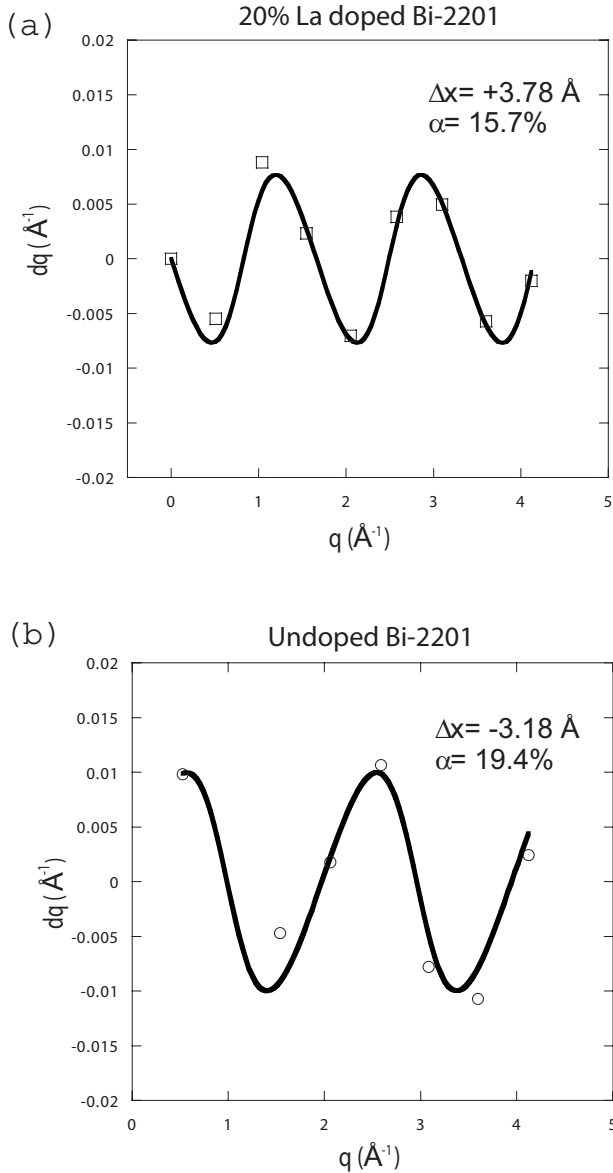 (a)
20% La doped Bi-2201
Δx= +3.78 Å
α= 15.7%
0.02
0.015
0.01
0.005
0
-0.005
-0.01
-0.015
-0.02
dq (Å⁻¹)
0 1 2 3 4 5
q (Å⁻¹)
(b)
Undoped Bi-2201
Δx= -3.18 Å
α= 19.4%
0.02
0.015
0.01
0.005
0
-0.005
-0.01
-0.015
-0.02
dq (Å⁻¹)
0 1 2 3 4 5
q (Å⁻¹)